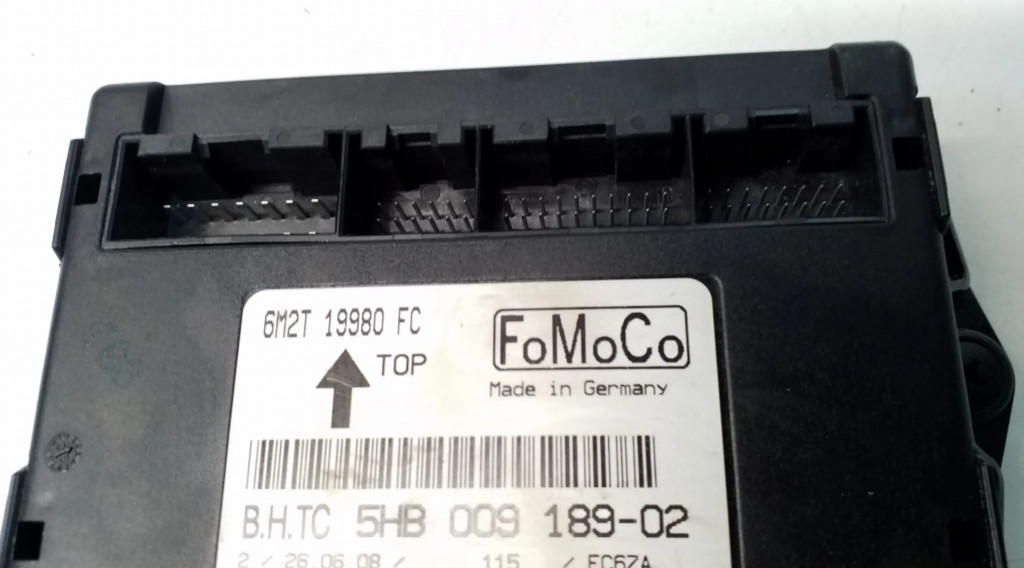 6M2T 19980 FC
FoMoCo
TOP
Made in Germany
B.H.TC 5HB 009 189-02
2 / 26.06.08 / 115 / FC6ZA